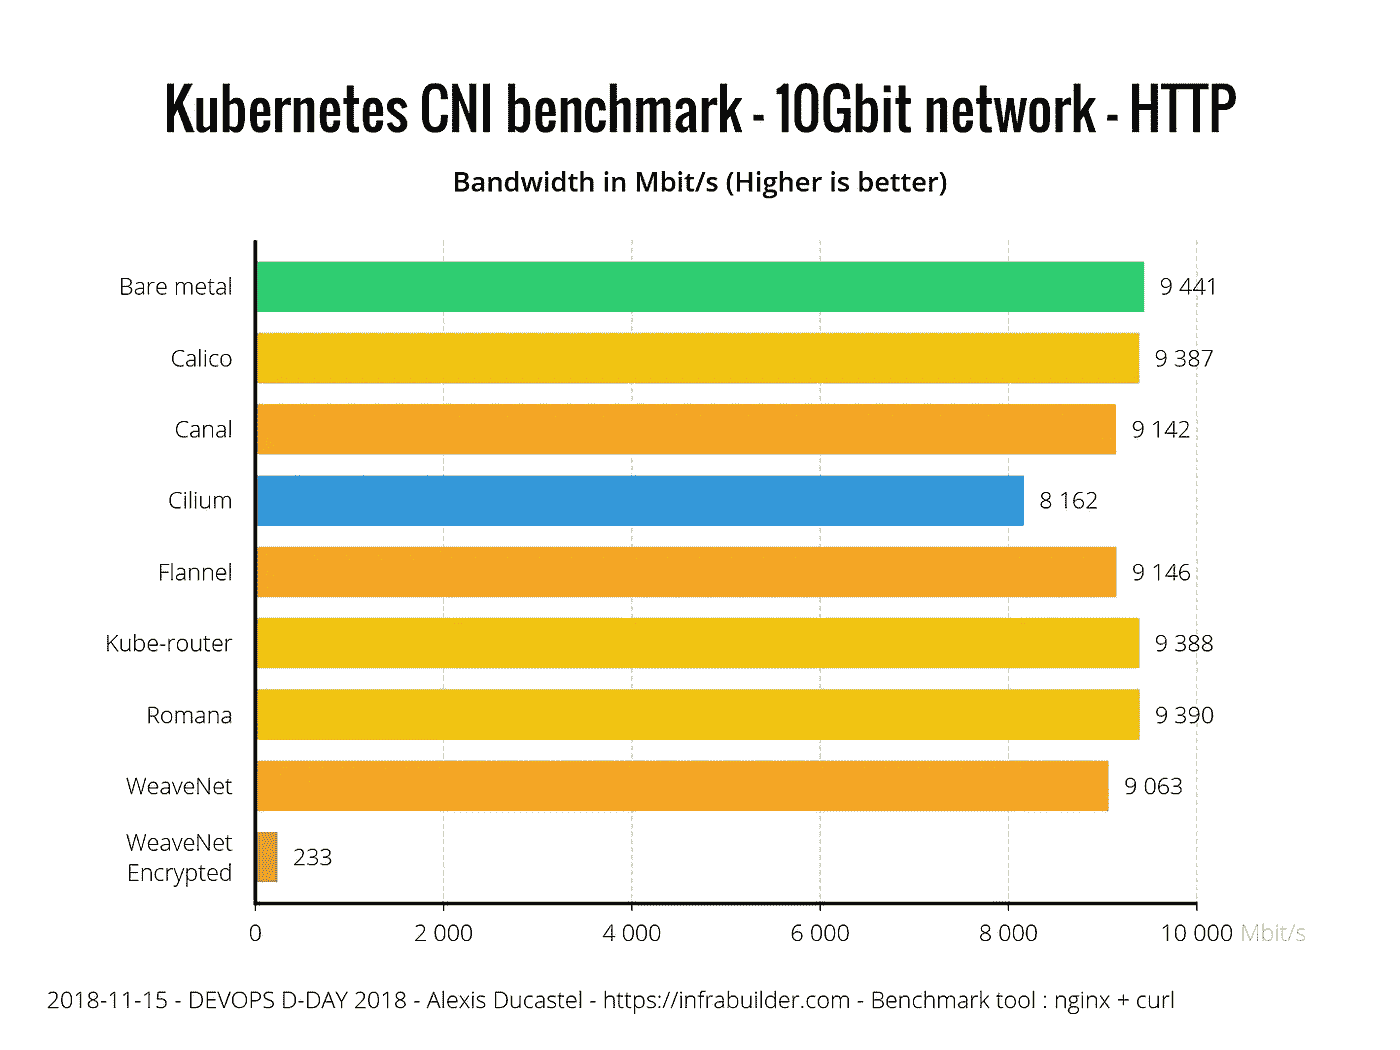 Kubernetes CNI benchmark - 10Gbit network - HTTP
Bandwidth in Mbit/s (Higher is better)
Bare metal 9 441
Calico 9 387
Canal 9 142
Cilium 8 162
Flannel 9 146
Kube-router 9 388
Romana 9 390
WeaveNet 9 063
WeaveNet
Encrypted 233
0 2 000 4 000 6 000 8 000 10 000 Mbit/s
2018-11-15 - DEVOPS D-DAY 2018 - Alexis Ducastel - https://infrabuilder.com - Benchmark tool : nginx + curl